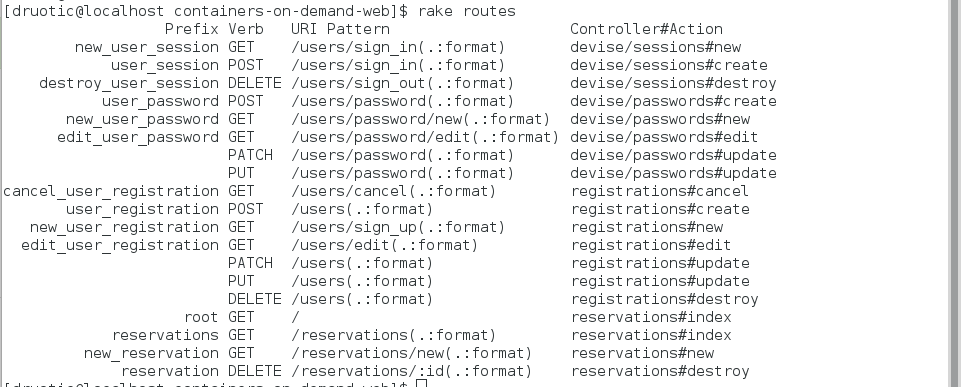 [druotic@localhost containers-on-demand-web]$ rake routes
                  Prefix Verb   URI Pattern                    Controller#Action
        new_user_session GET    /users/sign_in(.:format)       devise/sessions#new
            user_session POST   /users/sign_in(.:format)       devise/sessions#create
    destroy_user_session DELETE /users/sign_out(.:format)      devise/sessions#destroy
           user_password POST   /users/password(.:format)      devise/passwords#create
       new_user_password GET    /users/password/new(.:format)  devise/passwords#new
      edit_user_password GET    /users/password/edit(.:format) devise/passwords#edit
                         PATCH  /users/password(.:format)      devise/passwords#update
                         PUT    /users/password(.:format)      devise/passwords#update
cancel_user_registration GET    /users/cancel(.:format)        registrations#cancel
       user_registration POST   /users(.:format)               registrations#create
   new_user_registration GET    /users/sign_up(.:format)       registrations#new
  edit_user_registration GET    /users/edit(.:format)          registrations#edit
                         PATCH  /users(.:format)               registrations#update
                         PUT    /users(.:format)               registrations#update
                         DELETE /users(.:format)               registrations#destroy
                    root GET    /                              reservations#index
            reservations GET    /reservations(.:format)        reservations#index
         new_reservation GET    /reservations/new(.:format)    reservations#new
             reservation DELETE /reservations/:id(.:format)    reservations#destroy
[druotic@localhost containers-on-demand-web]$